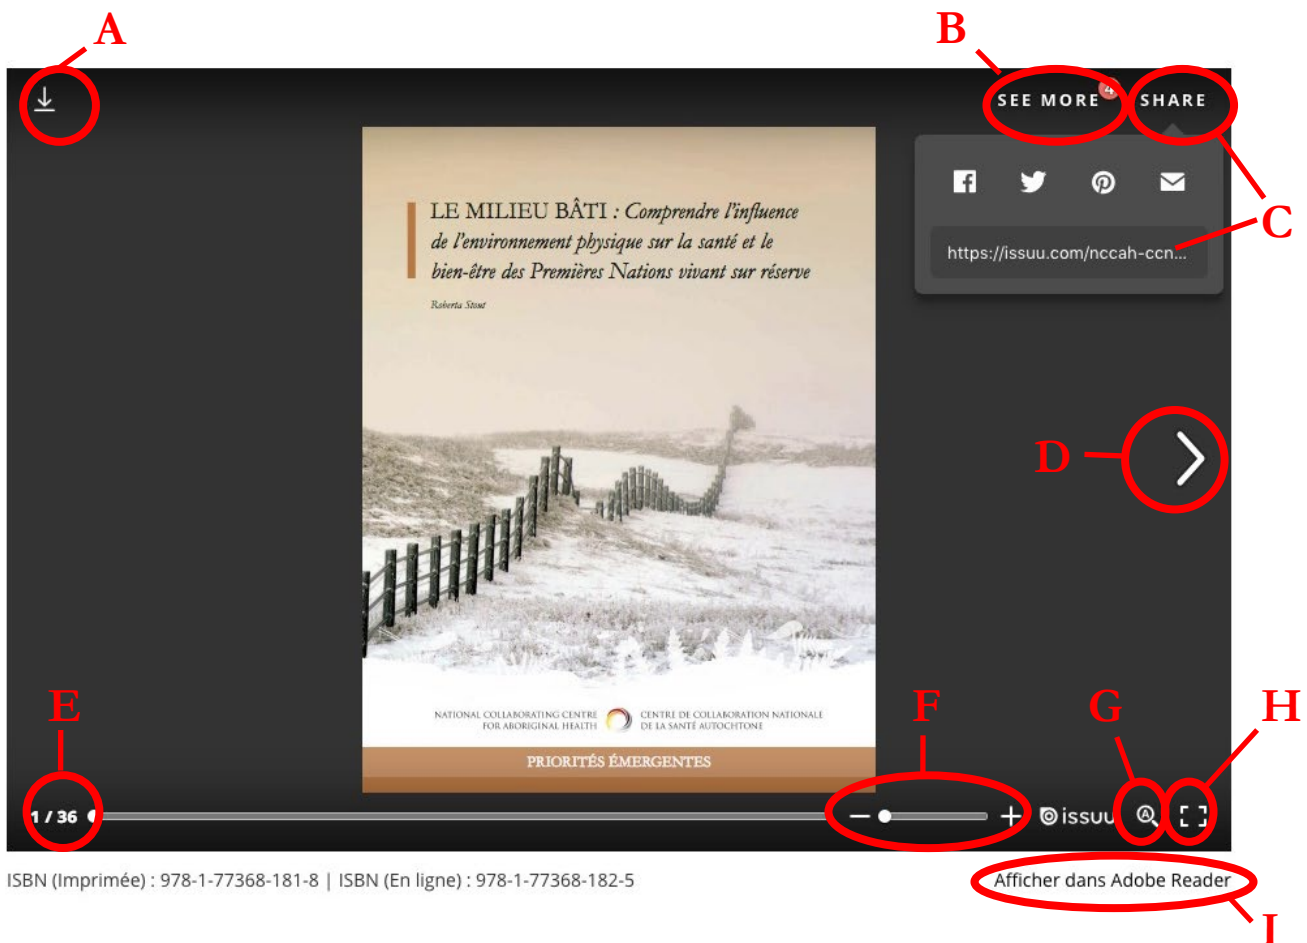 A
B
SEE MORE 4
SHARE
LE MILIEU BÂTI : Comprendre l'influence
de l'environnement physique sur la santé et le
bien-être des Premières Nations vivant sur réserve
Roberta Stout
C
https://issuu.com/nccah-ccn...
D
E
F
G
H
NATIONAL COLLABORATING CENTRE
FOR ABORIGINAL HEALTH
CENTRE DE COLLABORATION NATIONALE
DE LA SANTÉ AUTOCHTONE
PRIORITÉS ÉMERGENTES
1 / 36
issuu
A
ISBN (Imprimée) : 978-1-77368-181-8 | ISBN (En ligne) : 978-1-77368-182-5
Afficher dans Adobe Reader
I